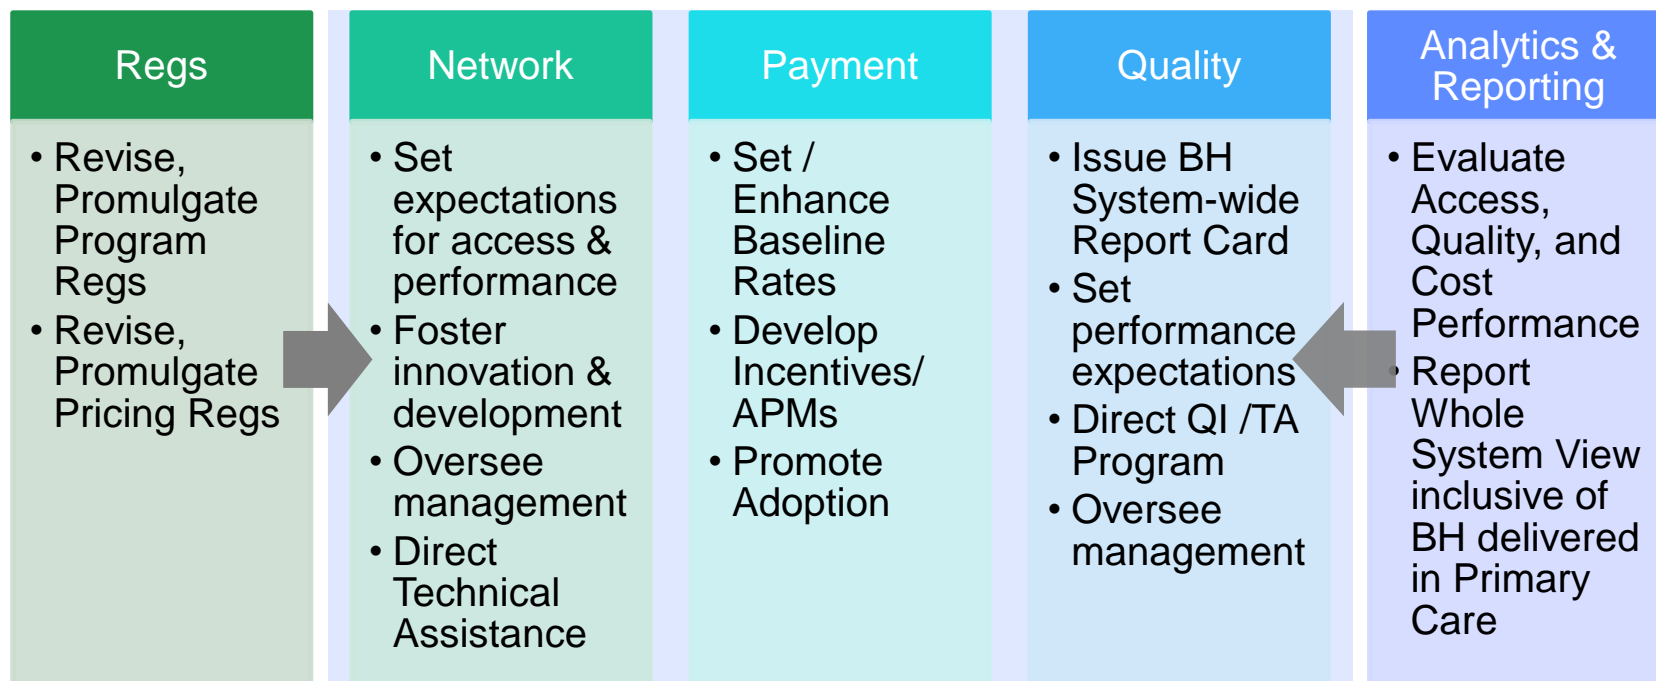 Regs
• Revise,
Promulgate
Program
Regs
• Revise,
Promulgate
Pricing Regs
Network
• Set
expectations
for access &
performance
• Foster
innovation &
development
• Oversee
management
• Direct
Technical
Assistance
Payment
• Set /
Enhance
Baseline
Rates
• Develop
Incentives/
APMs
• Promote
Adoption
Quality
• Issue BH
System-wide
Report Card
• Set
performance
expectations
• Direct QI /TA
Program
• Oversee
management
Analytics &
Reporting
• Evaluate
Access,
Quality, and
Cost
Performance
• Report
Whole
System View
inclusive of
BH delivered
in Primary
Care